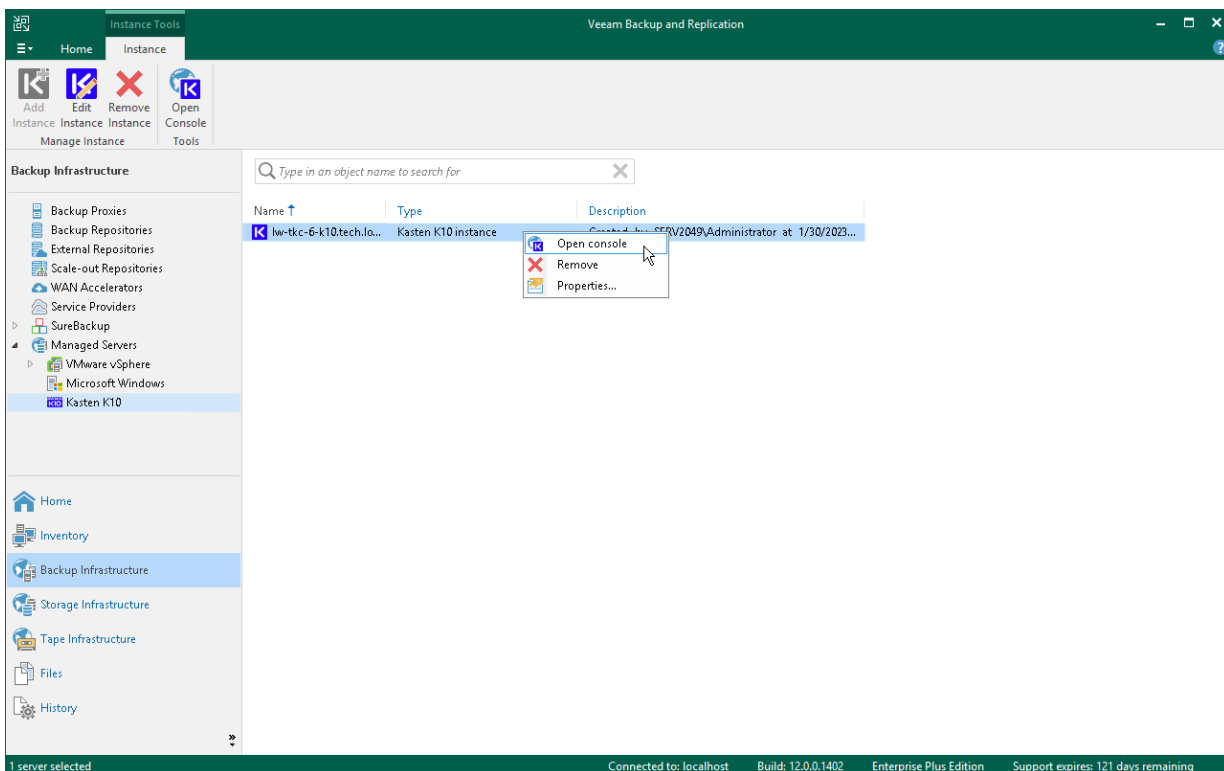 Instance Tools
Veeam Backup and Replication
Home
Instance
Add Instance
Edit Instance
Remove Instance
Open Console
Manage Instance
Tools
Backup Infrastructure
Type in an object name to search for
Backup Proxies
Backup Repositories
External Repositories
Scale-out Repositories
WAN Accelerators
Service Providers
SureBackup
Managed Servers
VMware vSphere
Microsoft Windows
Kasten K10
Name
Type
Description
lw-tkc-6-k10.tech.lo...
Kasten K10 instance
Created by SERV2049\Administrator at 1/30/2023...
Open console
Remove
Properties...
Home
Inventory
Backup Infrastructure
Storage Infrastructure
Tape Infrastructure
Files
History
1 server selected
Connected to: localhost
Build: 12.0.0.1402
Enterprise Plus Edition
Support expires: 121 days remaining